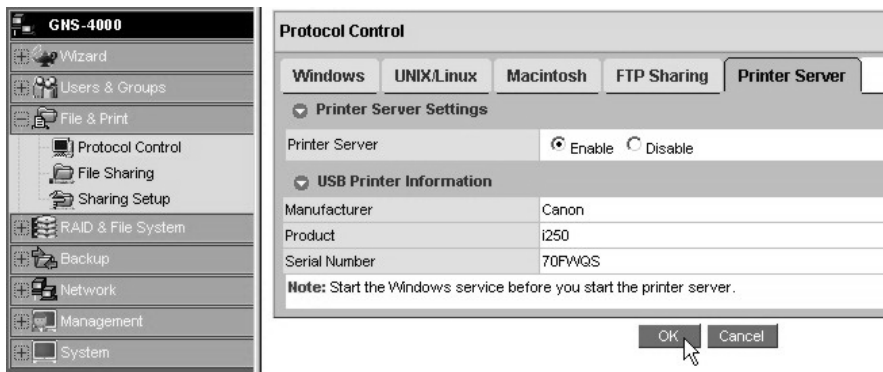 GNS-4000
Wizard
Users & Groups
File & Print
Protocol Control
File Sharing
Sharing Setup
RAID & File System
Backup
Network
Management
System
Protocol Control
Windows UNIX/Linux Macintosh FTP Sharing Printer Server
Printer Server Settings
Printer Server Enable Disable
USB Printer Information
Manufacturer Canon
Product i250
Serial Number 70FWQS
Note: Start the Windows service before you start the printer server.
OK Cancel